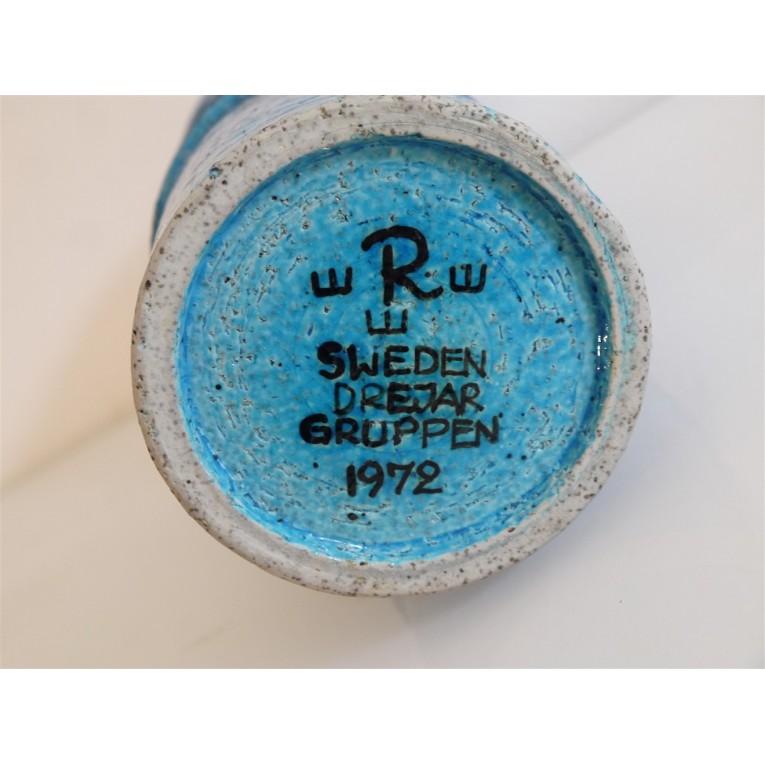 R
SWEDEN
DREJAR
GRUPPEN
1972